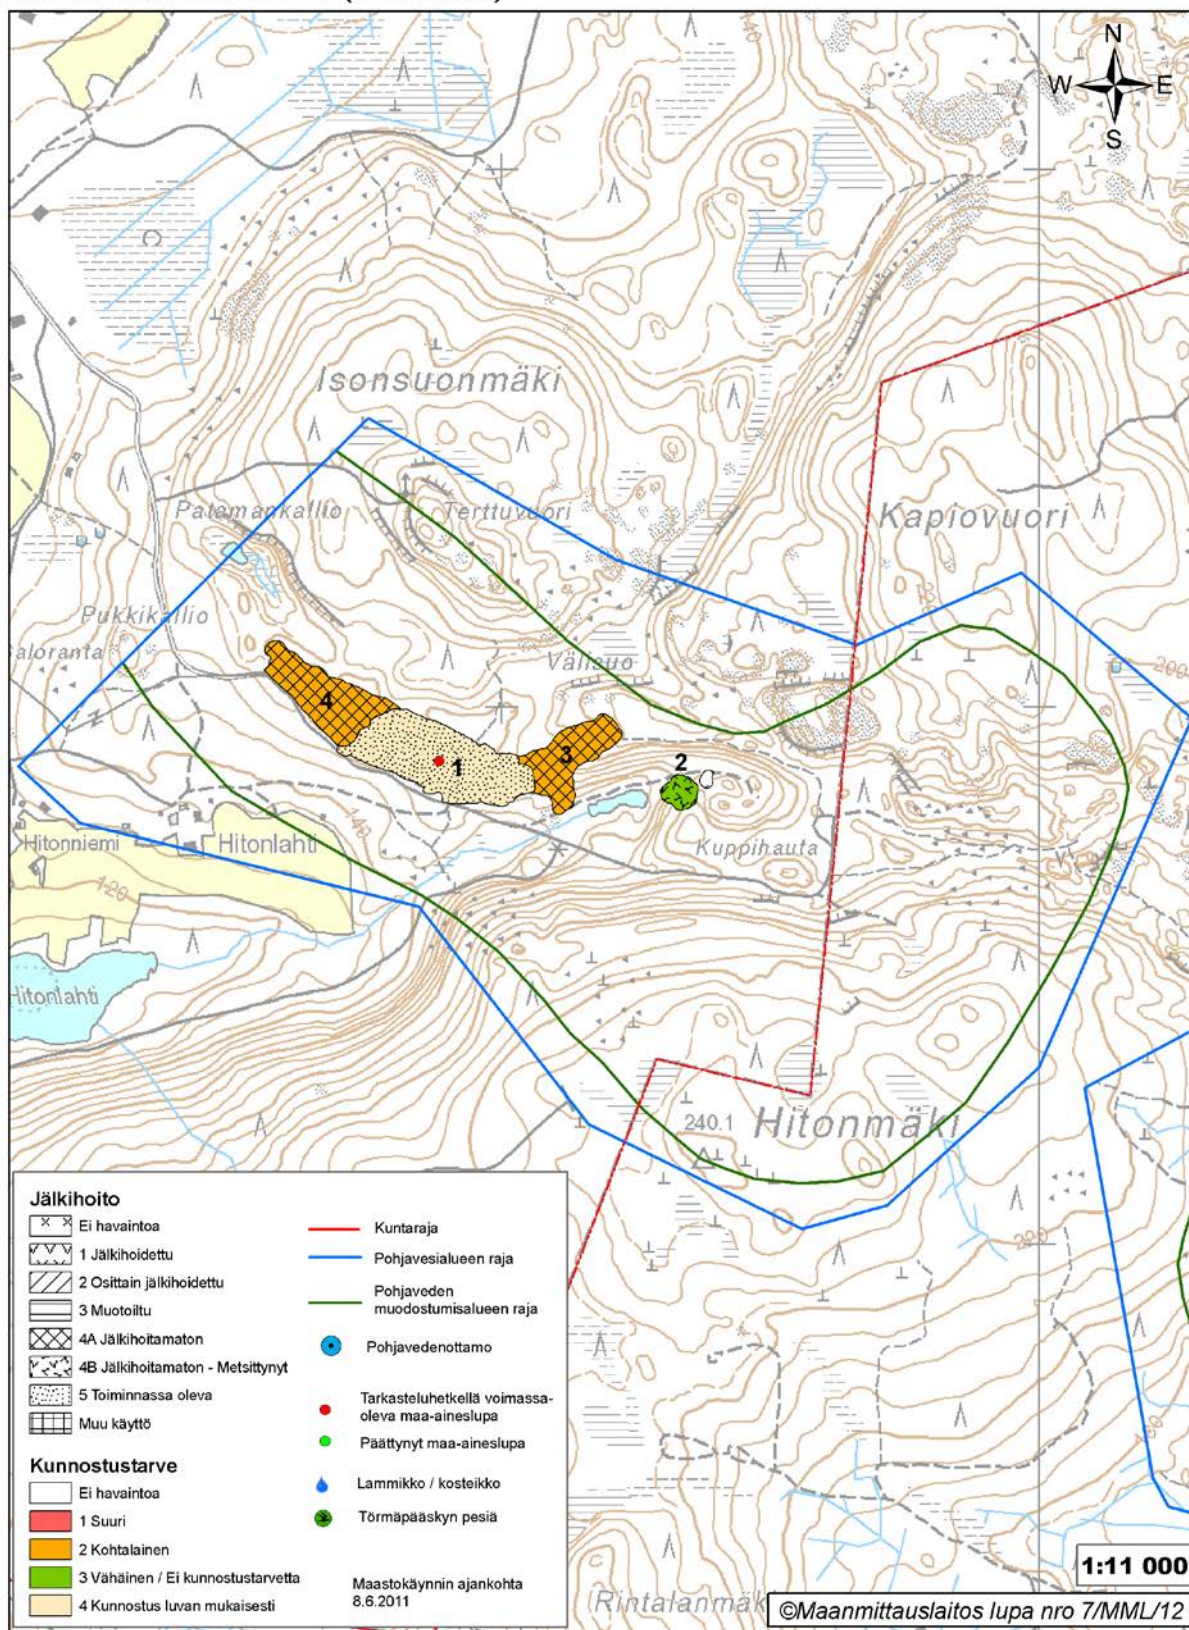 N
W E
S
Isonsuonmäki
Patamankallio
Terttuvuori
Kapiovuori
Pukkikallio
Välisuo
200
4
3
1
2
140
Hitonniemi
Hitonlahti
Kuppihauta
120
Hitonlahti
240.1
Hitonmäki
220
Jälkihoito
Ei havaintoa
1 Jälkihoidettu
2 Osittain jälkihoidettu
3 Muotoiltu
4A Jälkihoitamaton
4B Jälkihoitamaton - Metsittynyt
5 Toiminnassa oleva
Muu käyttö
Kunnostustarve
Ei havaintoa
1 Suuri
2 Kohtalainen
3 Vähäinen / Ei kunnostustarvetta
4 Kunnostus luvan mukaisesti
Kuntaraja
Pohjavesialueen raja
Pohjaveden
muodostumisalueen raja
Pohjavedenottamo
Tarkasteluhetkellä voimassa-
oleva maa-aineslupa
Päättynyt maa-aineslupa
Lammikko / kosteikko
Törmäpääskyn pesiä
Maastokäynnin ajankohta
8.6.2011
1:11 000
©Maanmittauslaitos lupa nro 7/MML/12